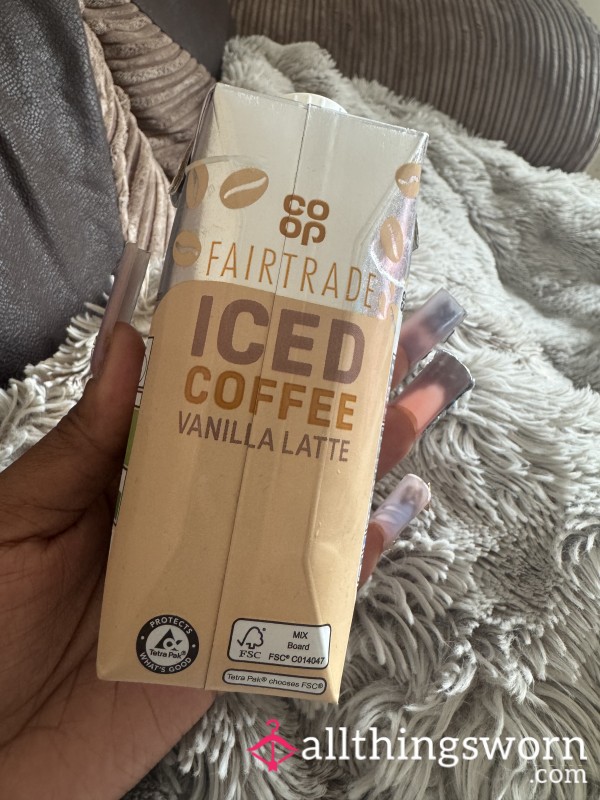 CO
OP
FAIRTRADE
ICED
COFFEE
VANILLA LATTE
PROTECTS
Tetra Pak®
WHAT'S GOOD
FSC
MIX
Board
FSC® C014047
Tetra Pak® chooses FSC®
allthingsworn
.com